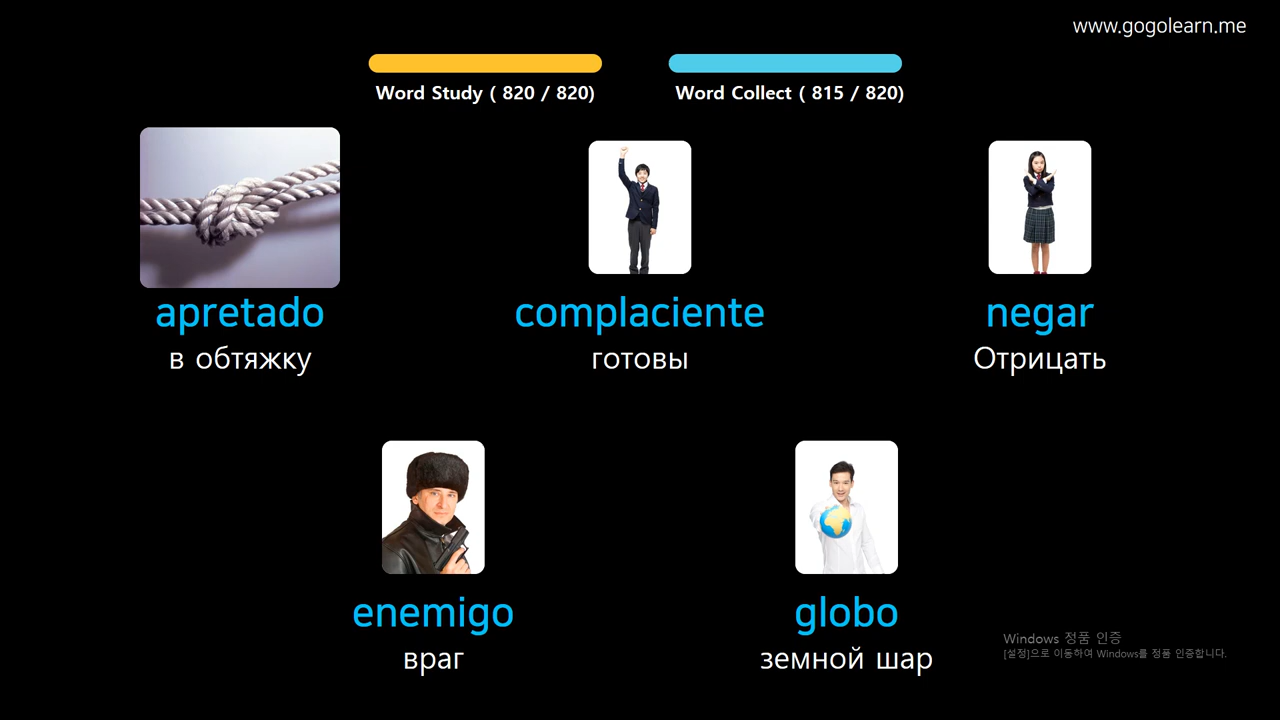 www.gogolearn.me
Word Study ( 820 / 820)
Word Collect ( 815 / 820)
apretado
в обтяжку
complaciente
готовы
negar
Отрицать
enemigo
враг
globo
земной шар
Windows 정품 인증
[설정]으로 이동하여 Windows를 정품 인증합니다.